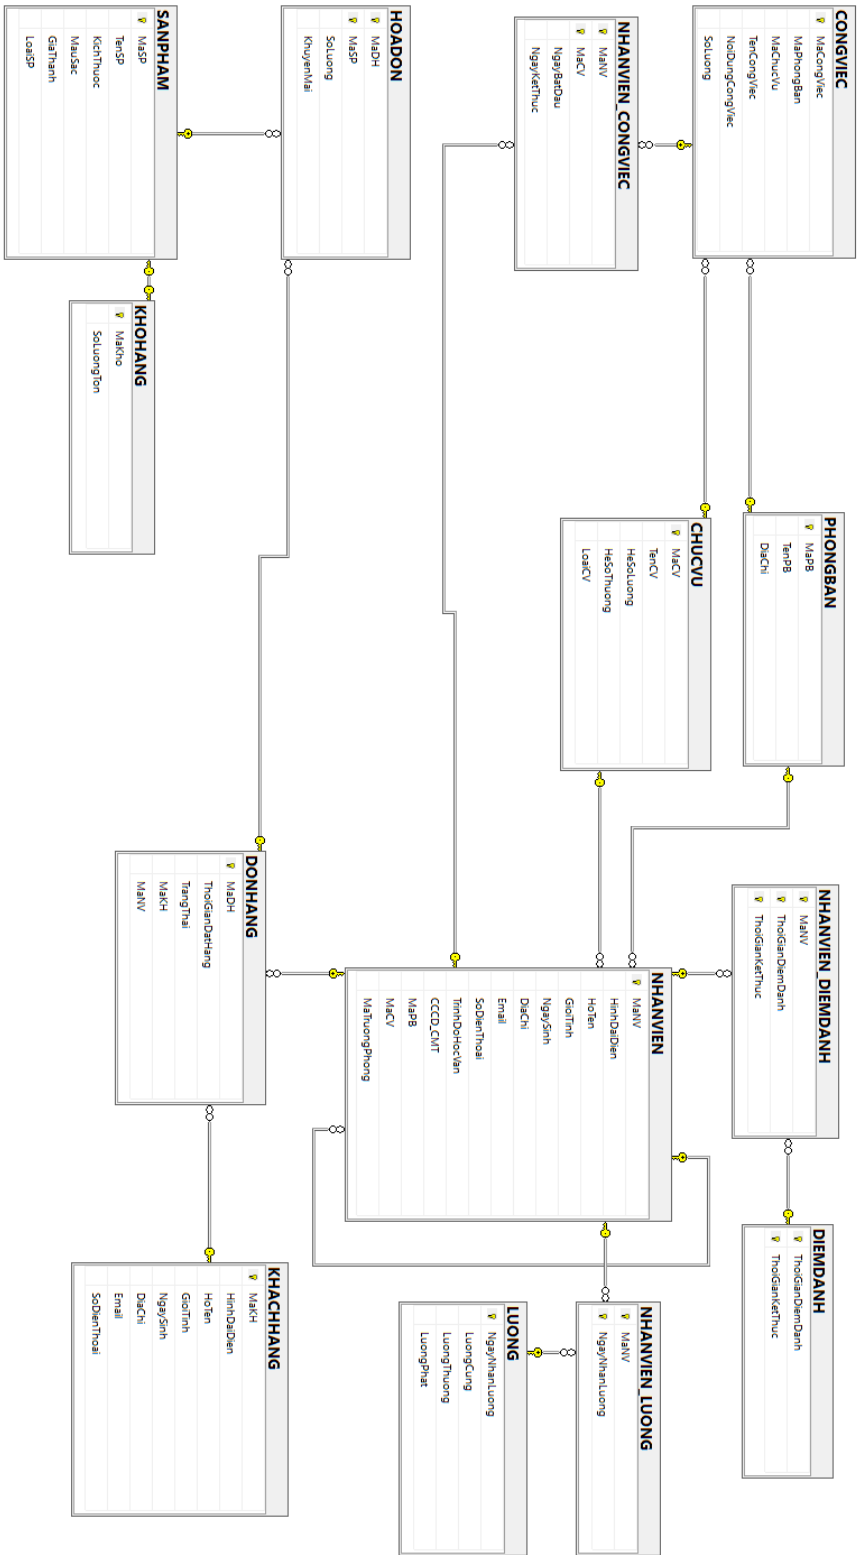 CONGVIEC
MaCongViec
MaPhongBan
MaChucVu
TenCongViec
NoiDungCongViec
SoLuong
PHONGBAN
MaPB
TenPB
DiaChi
NHANVIEN_DIEMDANH
MaNV
ThoiGianDiemDanh
ThoiGianKetThuc
DIEMDANH
ThoiGianDiemDanh
ThoiGianKetThuc
NHANVIEN_CONGVIEC
MaNV
MaCV
NgayBatDau
NgayKetThuc
CHUCVU
MaCV
TenCV
HeSoLuong
HeSoThuong
LoaiCV
NHANVIEN
MaNV
HinhDaiDien
HoTen
GioiTinh
NgaySinh
DiaChi
Email
SoDienThoai
TrinhDoHocVan
CCCD_CMT
MaPB
MaCV
MaTruongPhong
NHANVIEN_LUONG
MaNV
NgayNhanLuong
LUONG
NgayNhanLuong
LuongCung
LuongThuong
LuongPhat
HOADON
MaDH
MaSP
SoLuong
KhuyenMai
DONHANG
MaDH
ThoiGianDatHang
TrangThai
MaKH
MaNV
KHACHHANG
MaKH
HinhDaiDien
HoTen
GioiTinh
NgaySinh
DiaChi
Email
SoDienThoai
SANPHAM
MaSP
TenSP
KichThuoc
MauSac
GiaThanh
LoaiSP
KHOHANG
MaKho
SoLuongTon